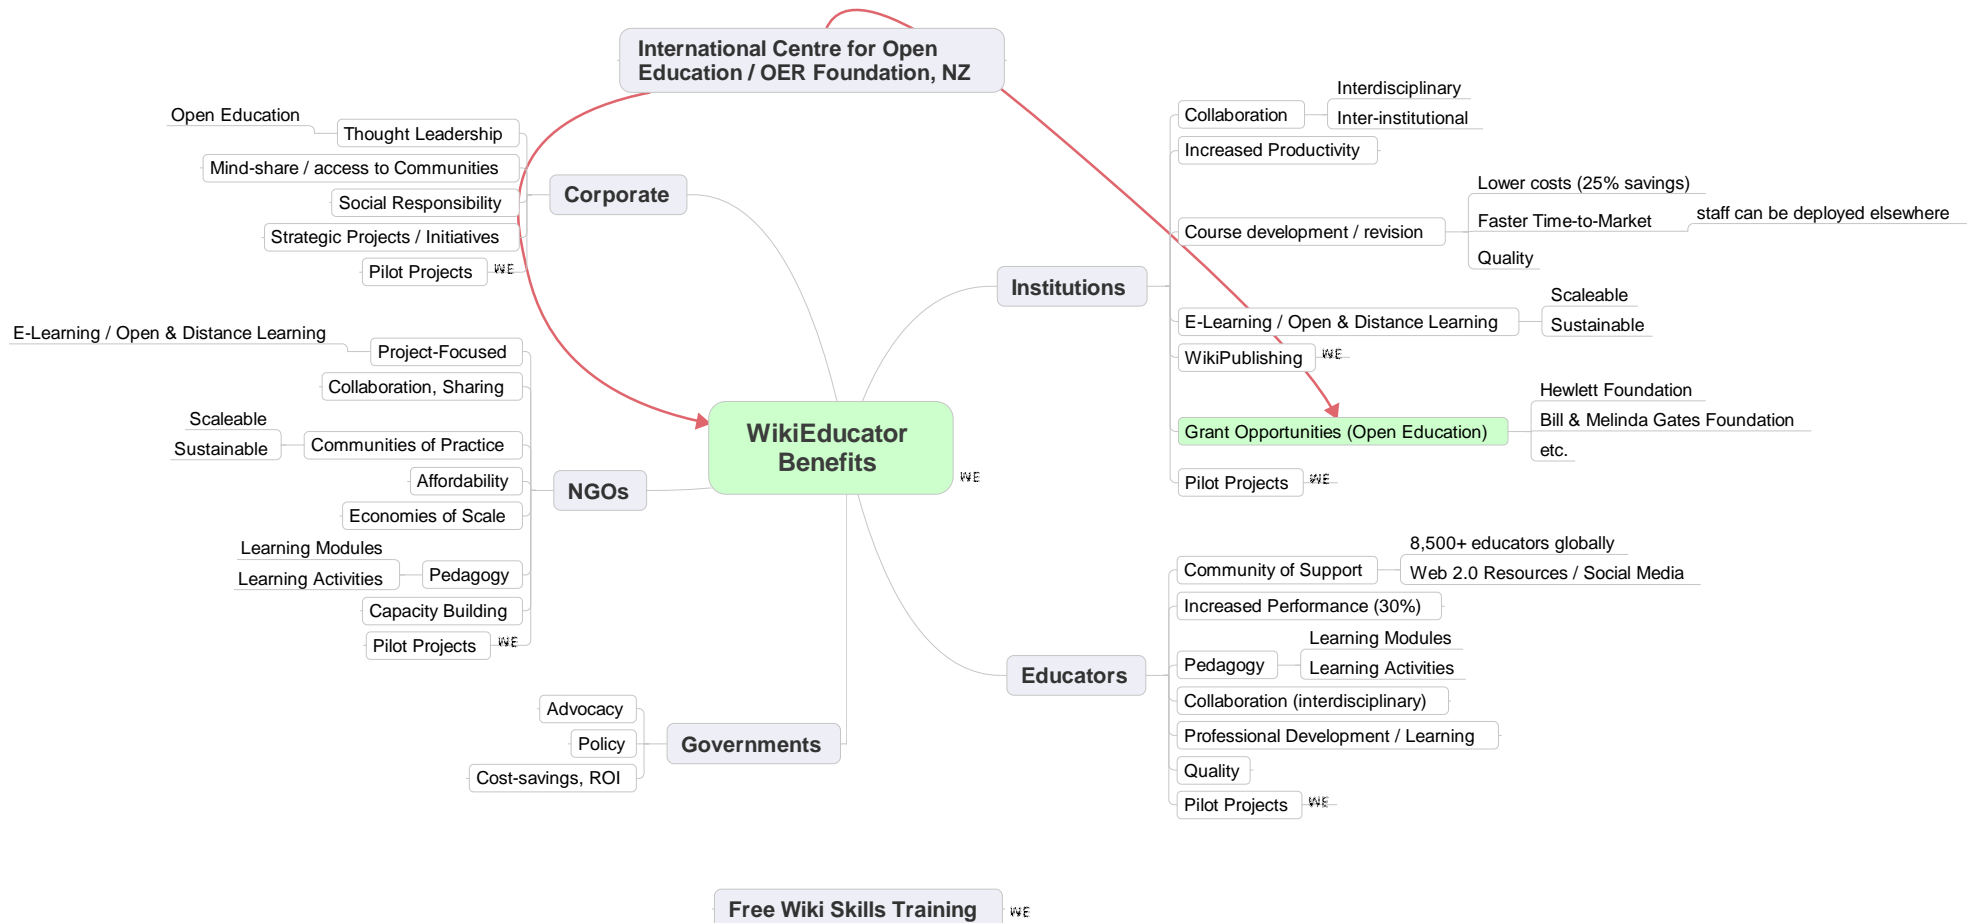 International Centre for Open
Education / OER Foundation, NZ
Open Education
Thought Leadership
Mind-share / access to Communities
Social Responsibility
Strategic Projects / Initiatives
Pilot Projects
WE
Corporate
E-Learning / Open & Distance Learning
Project-Focused
Collaboration, Sharing
Scaleable
Sustainable
Communities of Practice
Affordability
Economies of Scale
Learning Modules
Learning Activities
Pedagogy
Capacity Building
Pilot Projects
WE
NGOs
Advocacy
Policy
Cost-savings, ROI
Governments
WikiEducator
Benefits
WE
Institutions
Collaboration
Interdisciplinary
Inter-institutional
Increased Productivity
Course development / revision
Lower costs (25% savings)
Faster Time-to-Market
staff can be deployed elsewhere
Quality
E-Learning / Open & Distance Learning
Scaleable
Sustainable
WikiPublishing
WE
Grant Opportunities (Open Education)
Hewlett Foundation
Bill & Melinda Gates Foundation
etc.
Pilot Projects
WE
Educators
Community of Support
8,500+ educators globally
Web 2.0 Resources / Social Media
Increased Performance (30%)
Pedagogy
Learning Modules
Learning Activities
Collaboration (interdisciplinary)
Professional Development / Learning
Quality
Pilot Projects
WE
Free Wiki Skills Training
WE